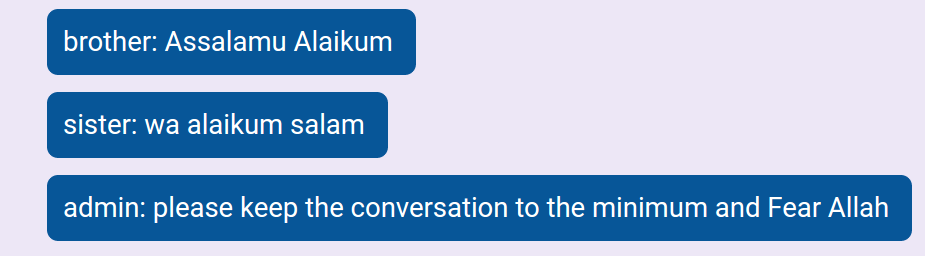 brother: Assalamu Alaikum
sister: wa alaikum salam
admin: please keep the conversation to the minimum and Fear Allah